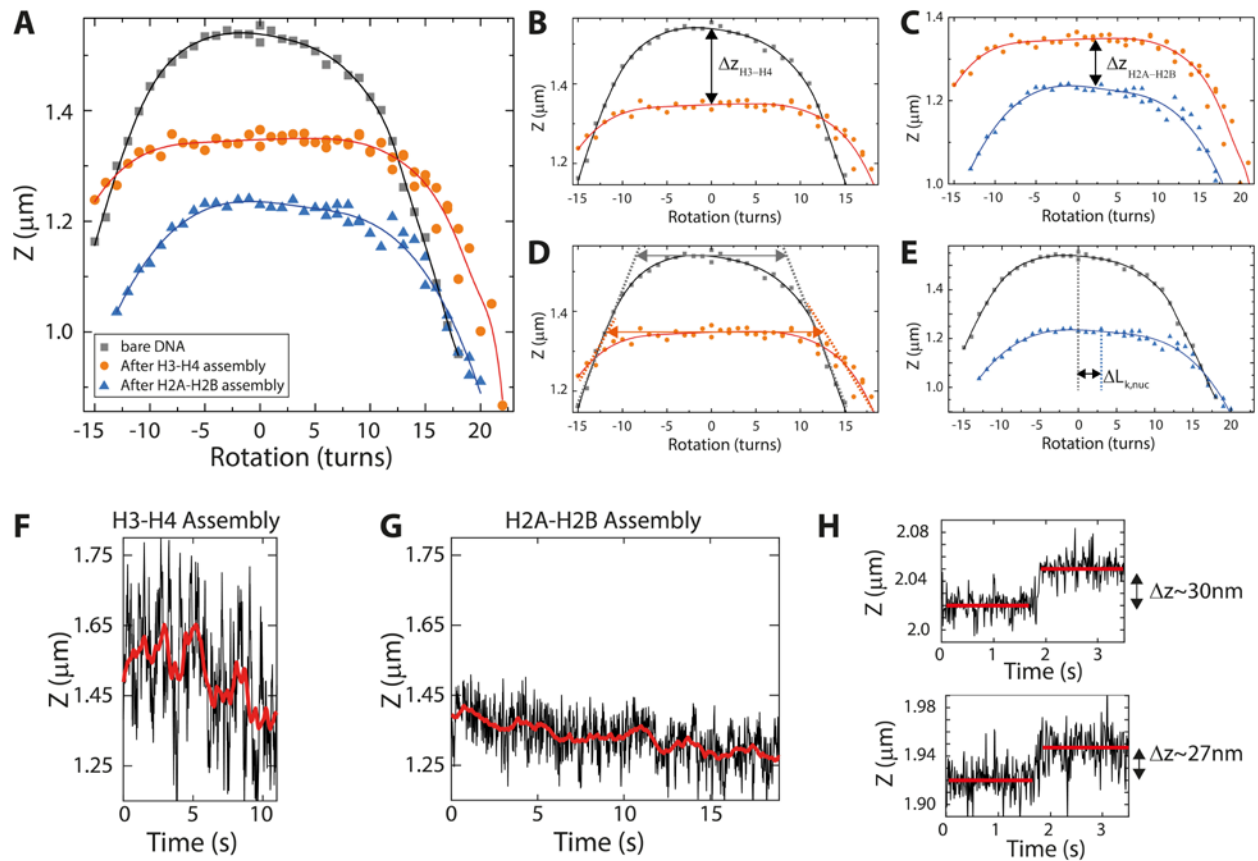 A
Z (μm)
1.4
1.2
1.0
-15 -10 -5 0 5 10 15 20
Rotation (turns)
bare DNA
After H3-H4 assembly
After H2A-H2B assembly
B
Z (μm)
1.4
1.2
-15 -10 -5 0 5 10 15
Rotation (turns)
ΔzH3-H4
C
Z (μm)
1.4
1.2
1.0
-15 -10 -5 0 5 10 15 20
Rotation (turns)
ΔzH2A-H2B
D
Z (μm)
1.4
1.2
-15 -10 -5 0 5 10 15
Rotation (turns)
E
Z (μm)
1.4
1.2
1.0
-15 -10 -5 0 5 10 15 20
Rotation (turns)
ΔLk,nuc
F
H3-H4 Assembly
Z (μm)
1.75
1.65
1.45
1.25
0 5 10
Time (s)
G
H2A-H2B Assembly
Z (μm)
1.75
1.65
1.45
1.25
0 5 10 15
Time (s)
H
Z (μm)
2.08
2.04
2.0
0 1 2 3
Time (s)
Δz~30nm
Z (μm)
1.98
1.94
1.90
0 1 2 3
Time (s)
Δz~27nm